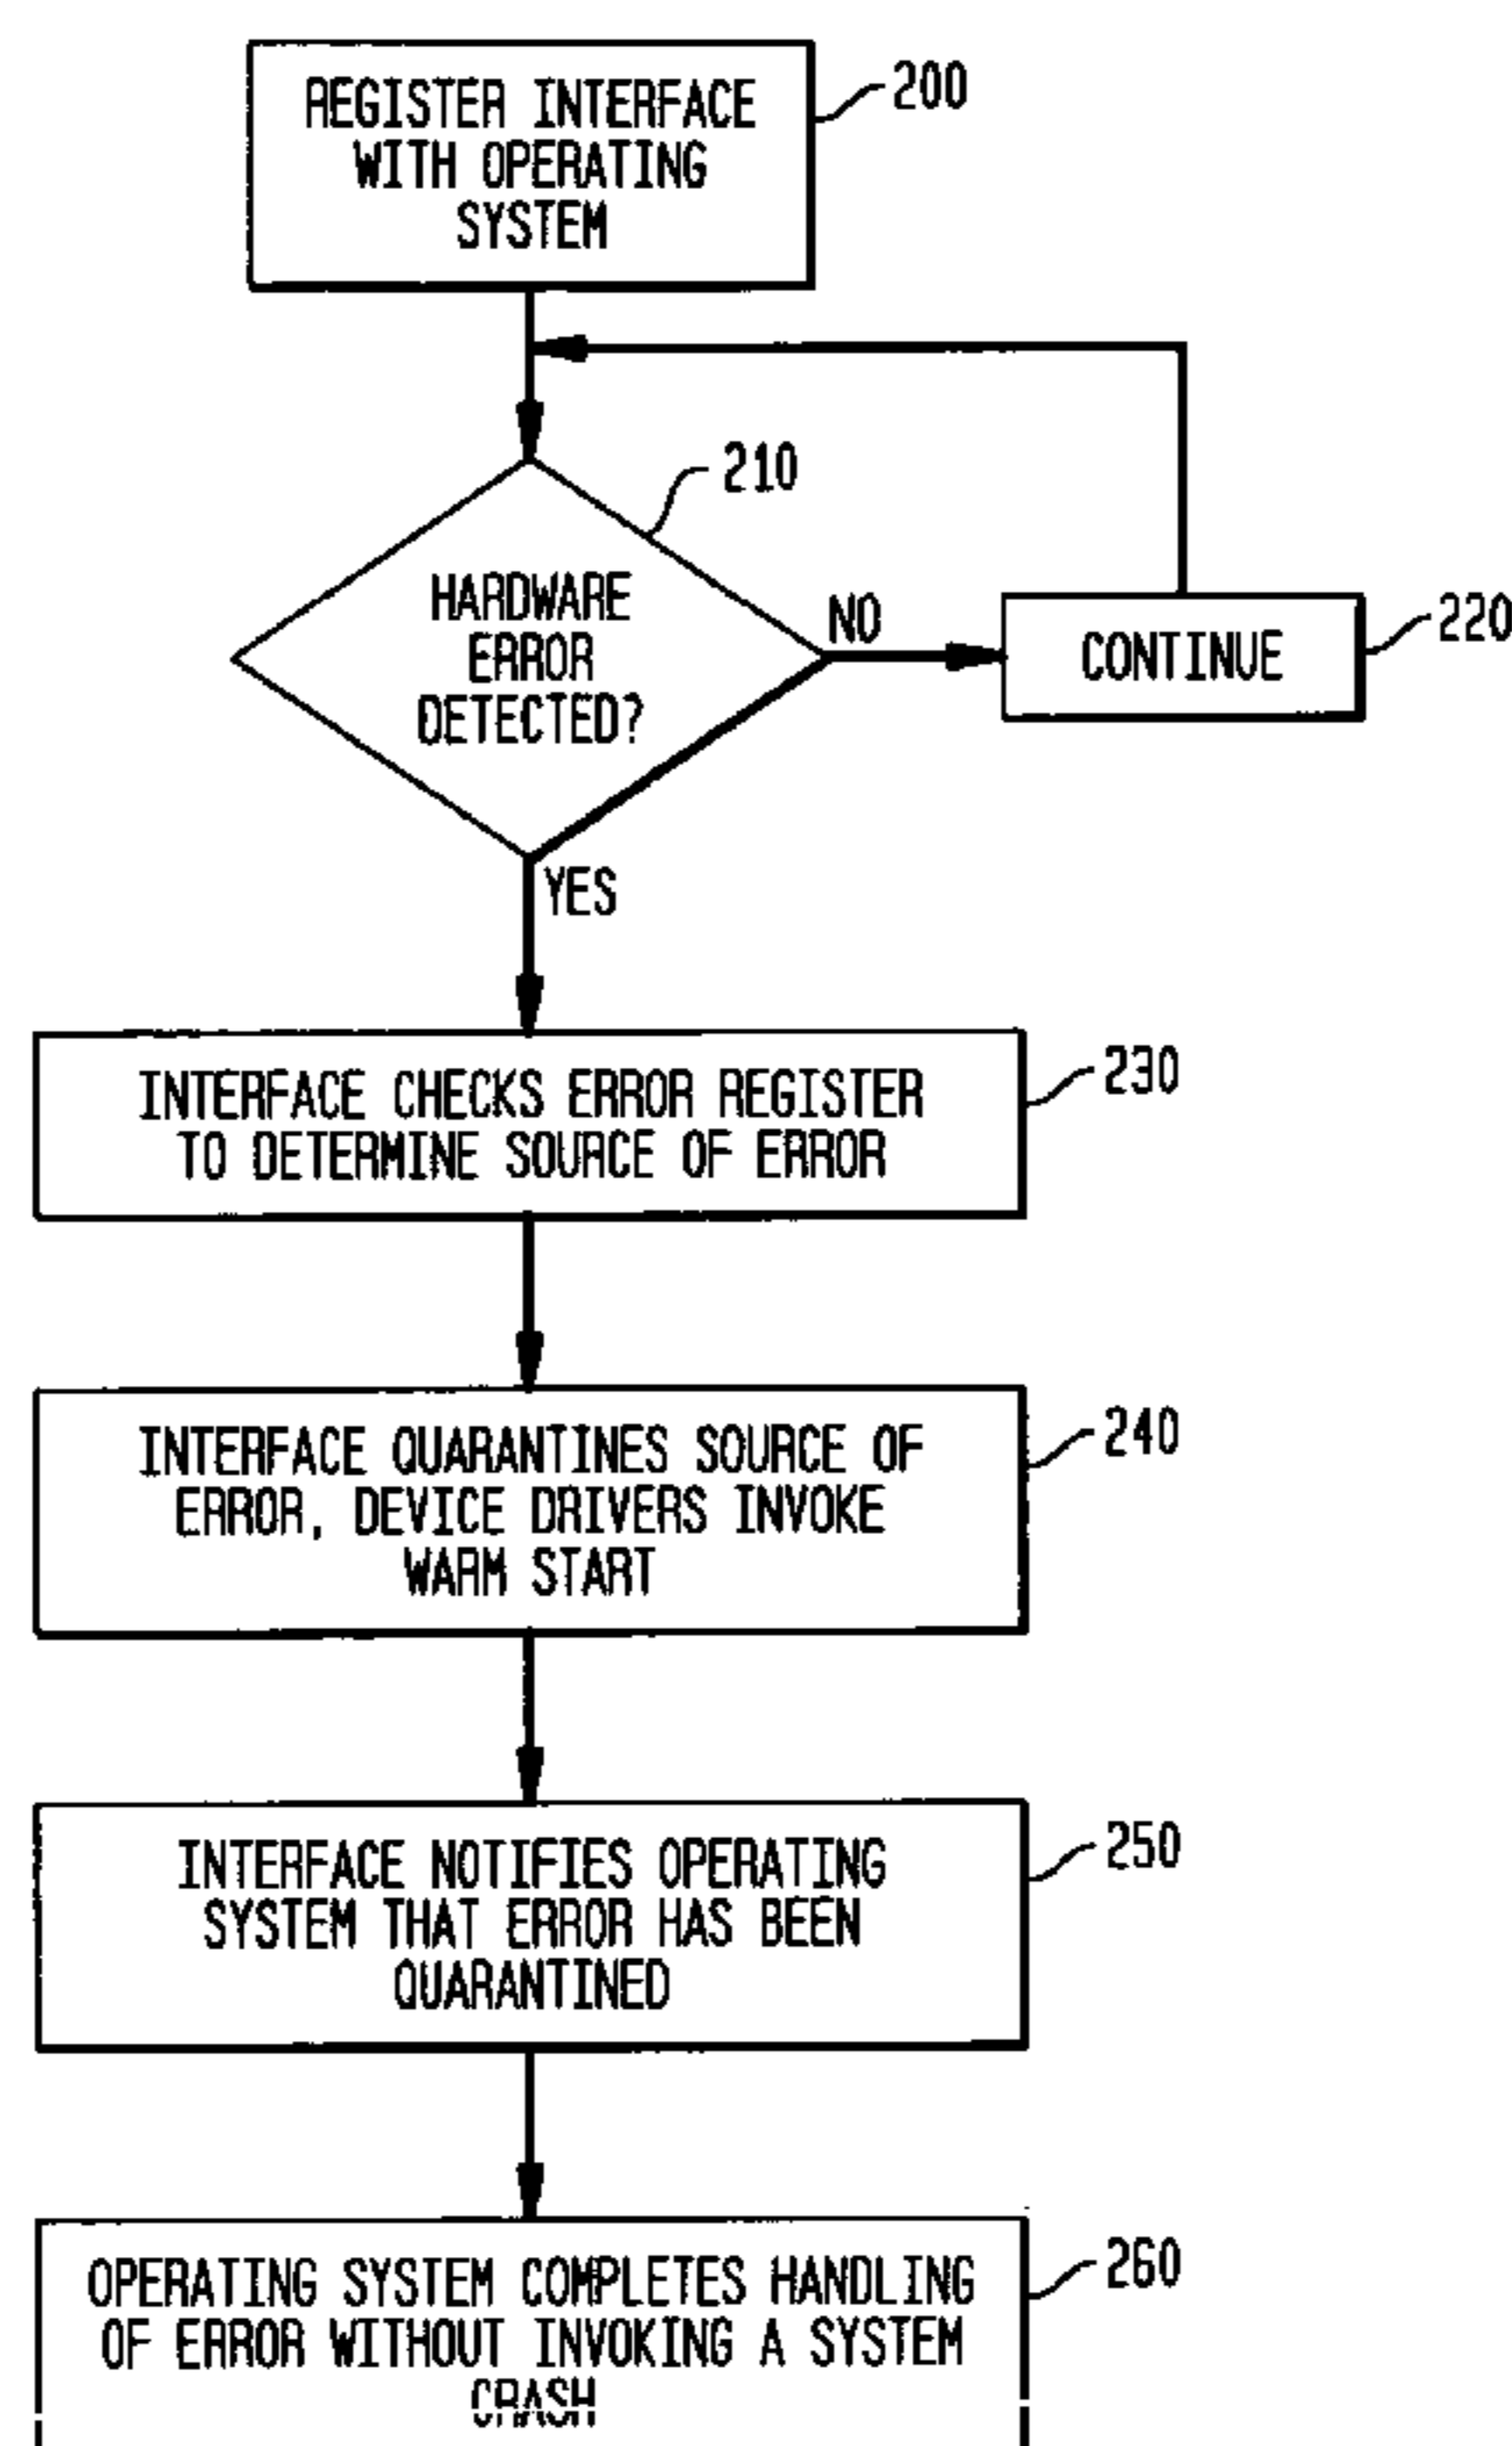 REGISTER INTERFACE
WITH OPERATING
SYSTEM
200
210
HARDWARE
ERROR
DETECTED?
NO
CONTINUE
220
YES
INTERFACE CHECKS ERROR REGISTER
TO DETERMINE SOURCE OF ERROR
230
INTERFACE QUARANTINES SOURCE OF
ERROR, DEVICE DRIVERS INVOKE
WARM START
240
INTERFACE NOTIFIES OPERATING
SYSTEM THAT ERROR HAS BEEN
QUARANTINED
250
OPERATING SYSTEM COMPLETES HANDLING
OF ERROR WITHOUT INVOKING A SYSTEM
CRASH
260